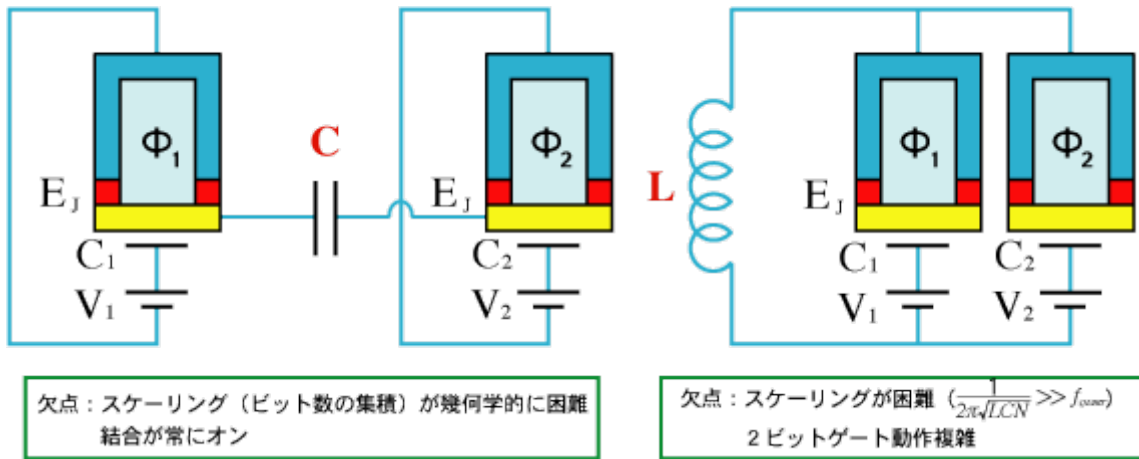 Φ1
C
Φ2
EJ
EJ
C1
C2
V1
V2
欠点：スケーリング（ビット数の集積）が幾何学的に困難
結合が常にオン
L
Φ1
Φ2
EJ
C1
C2
V1
V2
欠点：スケーリングが困難（1/2π√LCN >>
２ビットゲート動作複雑